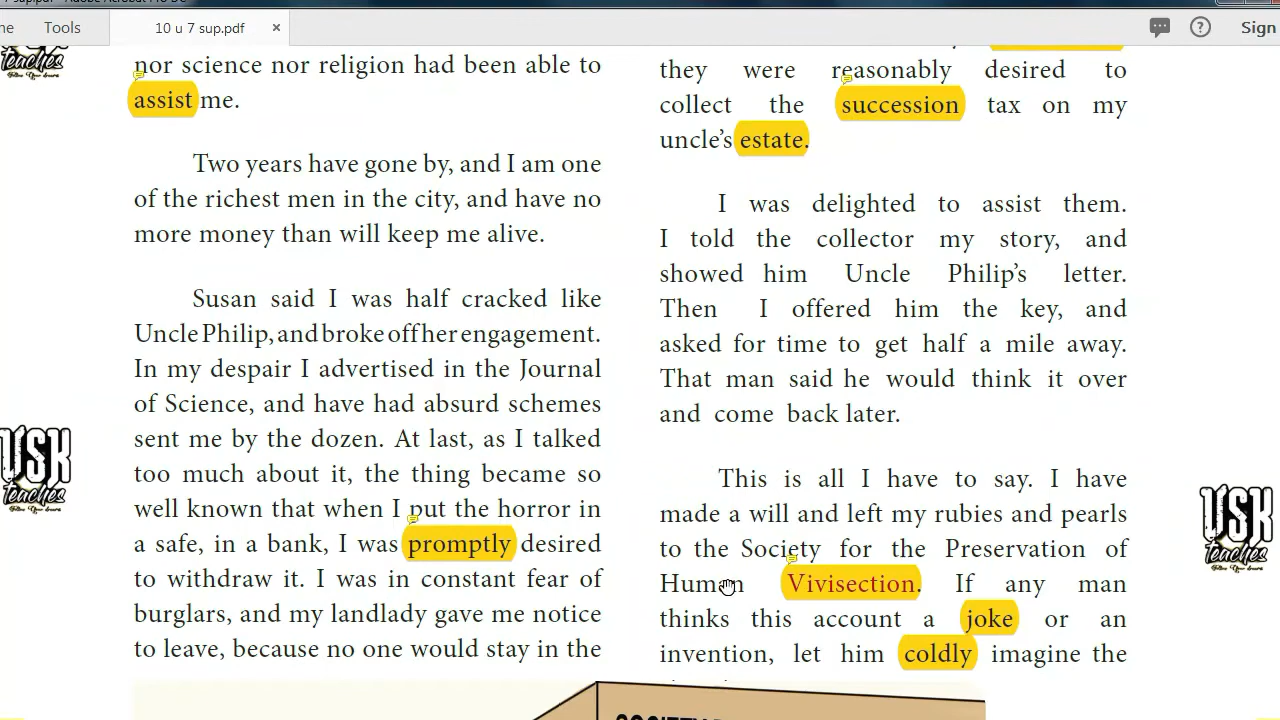 Tools
10 u 7 sup.pdf
×
?
Sign
teaches
nor science nor religion had been able to
assist me.
Two years have gone by, and I am one
of the richest men in the city, and have no
more money than will keep me alive.
Susan said I was half cracked like
Uncle Philip, and broke off her engagement.
In my despair I advertised in the Journal
of Science, and have had absurd schemes
sent me by the dozen. At last, as I talked
too much about it, the thing became so
well known that when I put the horror in
a safe, in a bank, I was promptly desired
to withdraw it. I was in constant fear of
burglars, and my landlady gave me notice
to leave, because no one would stay in the
they were reasonably desired to
collect the succession tax on my
uncle's estate.
I was delighted to assist them.
I told the collector my story, and
showed him Uncle Philip's letter.
Then I offered him the key, and
asked for time to get half a mile away.
That man said he would think it over
and come back later.
This is all I have to say. I have
made a will and left my rubies and pearls
to the Society for the Preservation of
Human Vivisection. If any man
thinks this account a joke or an
invention, let him coldly imagine the
VSK
teaches
VSK
teaches